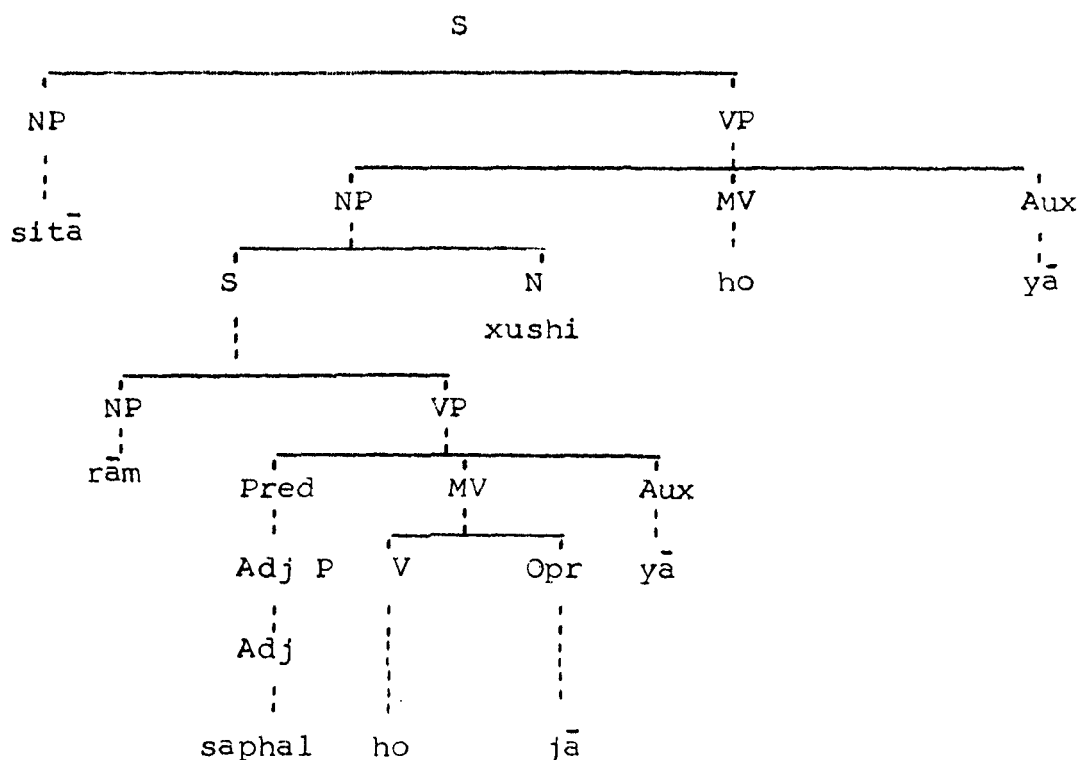 S
NP VP
NP MV Aux
sitā
S N ho yā
xushi
NP VP
rām
Pred MV Aux
Adj P V Opr yā
Adj
saphal ho jā